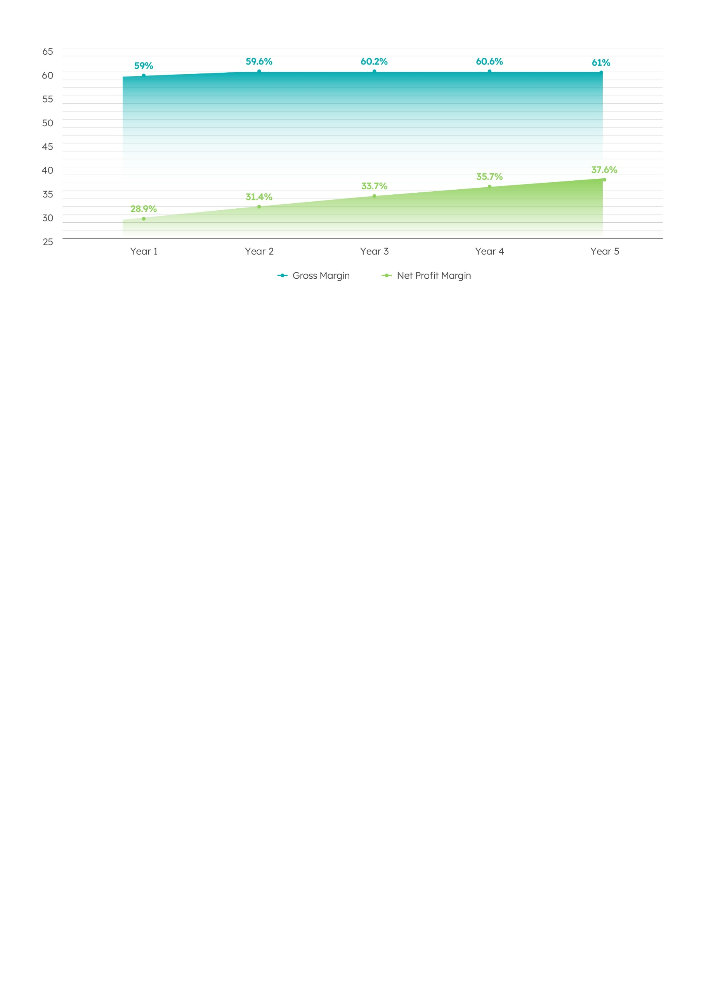 65
60
55
50
45
40
35
30
25
59% 59.6% 60.2% 60.6% 61%
28.9% 31.4% 33.7% 35.7% 37.6%
Year 1 Year 2 Year 3 Year 4 Year 5
Gross Margin Net Profit Margin